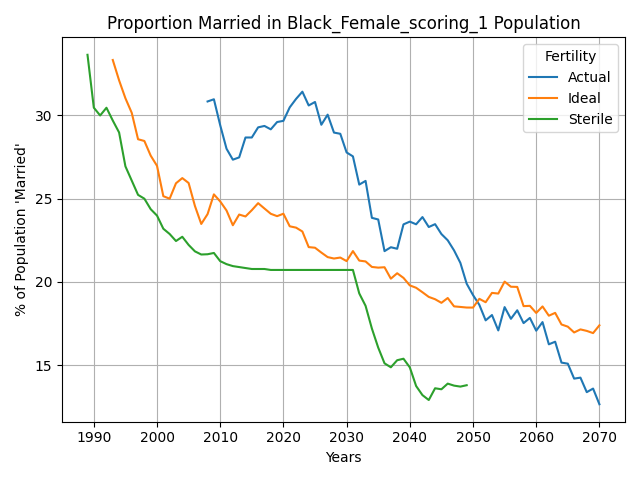 Proportion Married in Black_Female_scoring_1 Population
% of Population 'Married'
30
25
20
15
Fertility
Actual
Ideal
Sterile
1990 2000 2010 2020 2030 2040 2050 2060 2070
Years